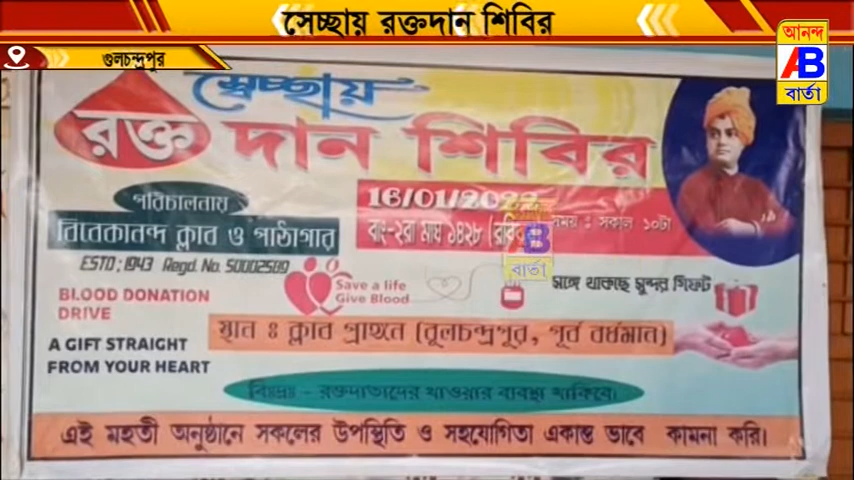 সেচ্ছায় রক্তদান শিবির
আনন্দ
AB
বার্তা
গুলচন্দ্রপুর
স্বেচ্ছায়
রক্ত দান শিবির
16/01/2022
পরিচালনায়
বিবেকানন্দ ক্লাব ও পাঠাগার
বাং-২রা মাঘ ১৪২৮ সময় : সকাল ১০টা
B
বার্তা
ESTD ; 1943 Regd. No. 50002509
Save a life
Give Blood
সঙ্গে থাকছে সুন্দর গিফট
BLOOD DONATION
DRIVE
স্থান ঃ ক্লাব প্রাঙ্গনে (বুলচন্দ্রপুর, পূর্ব বর্ধমান)
A GIFT STRAIGHT
FROM YOUR HEART
বিঃদ্রঃ - রক্তদাতাদের খাওয়ার ব্যবস্থা থাকিবে।
এই মহতী অনুষ্ঠানে সকলের উপস্থিতি ও সহযোগিতা একান্ত ভাবে কামনা করি।